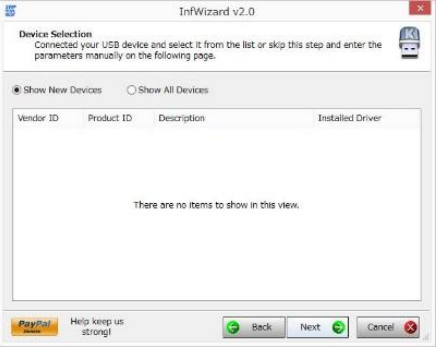 InfWizard v2.0
Device Selection
Connected your USB device and select it from the list or skip this step and enter the
parameters manually on the following page.
Show New Devices
Show All Devices
Vendor ID Product ID Description Installed Driver
There are no items to show in this view.
PayPal
Help keep us
strong!
Back
Next
Cancel